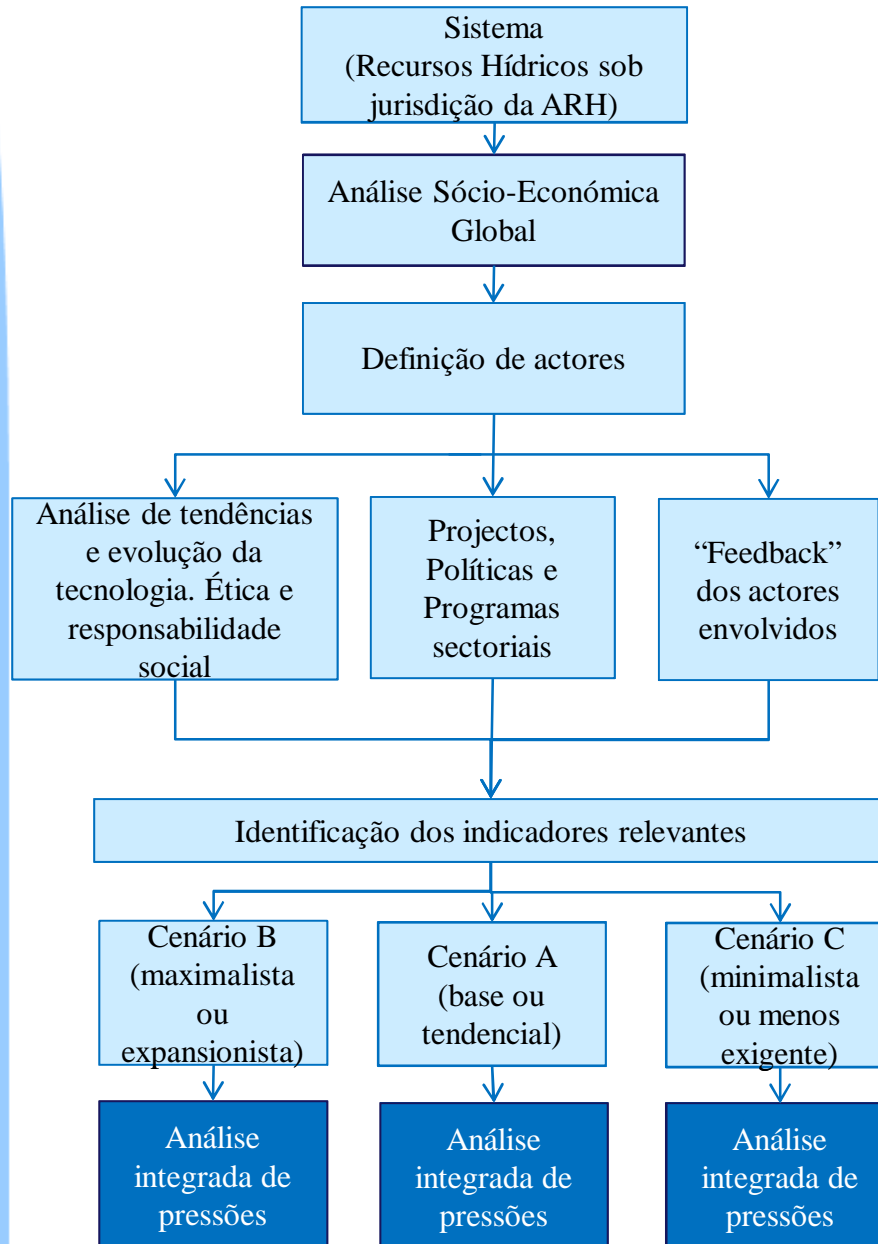 Sistema
(Recursos Hídricos sob
jurisdição da ARH)
Análise Sócio-Económica
Global
Definição de actores
Análise de tendências
e evolução da
tecnologia. Ética e
responsabilidade
social
Projectos,
Políticas e
Programas
sectoriais
“Feedback”
dos actores
envolvidos
Identificação dos indicadores relevantes
Cenário B
(maximalista
ou
expansionista)
Cenário A
(base ou
tendencial)
Cenário C
(minimalista
ou menos
exigente)
Análise
integrada de
pressões
Análise
integrada de
pressões
Análise
integrada de
pressões